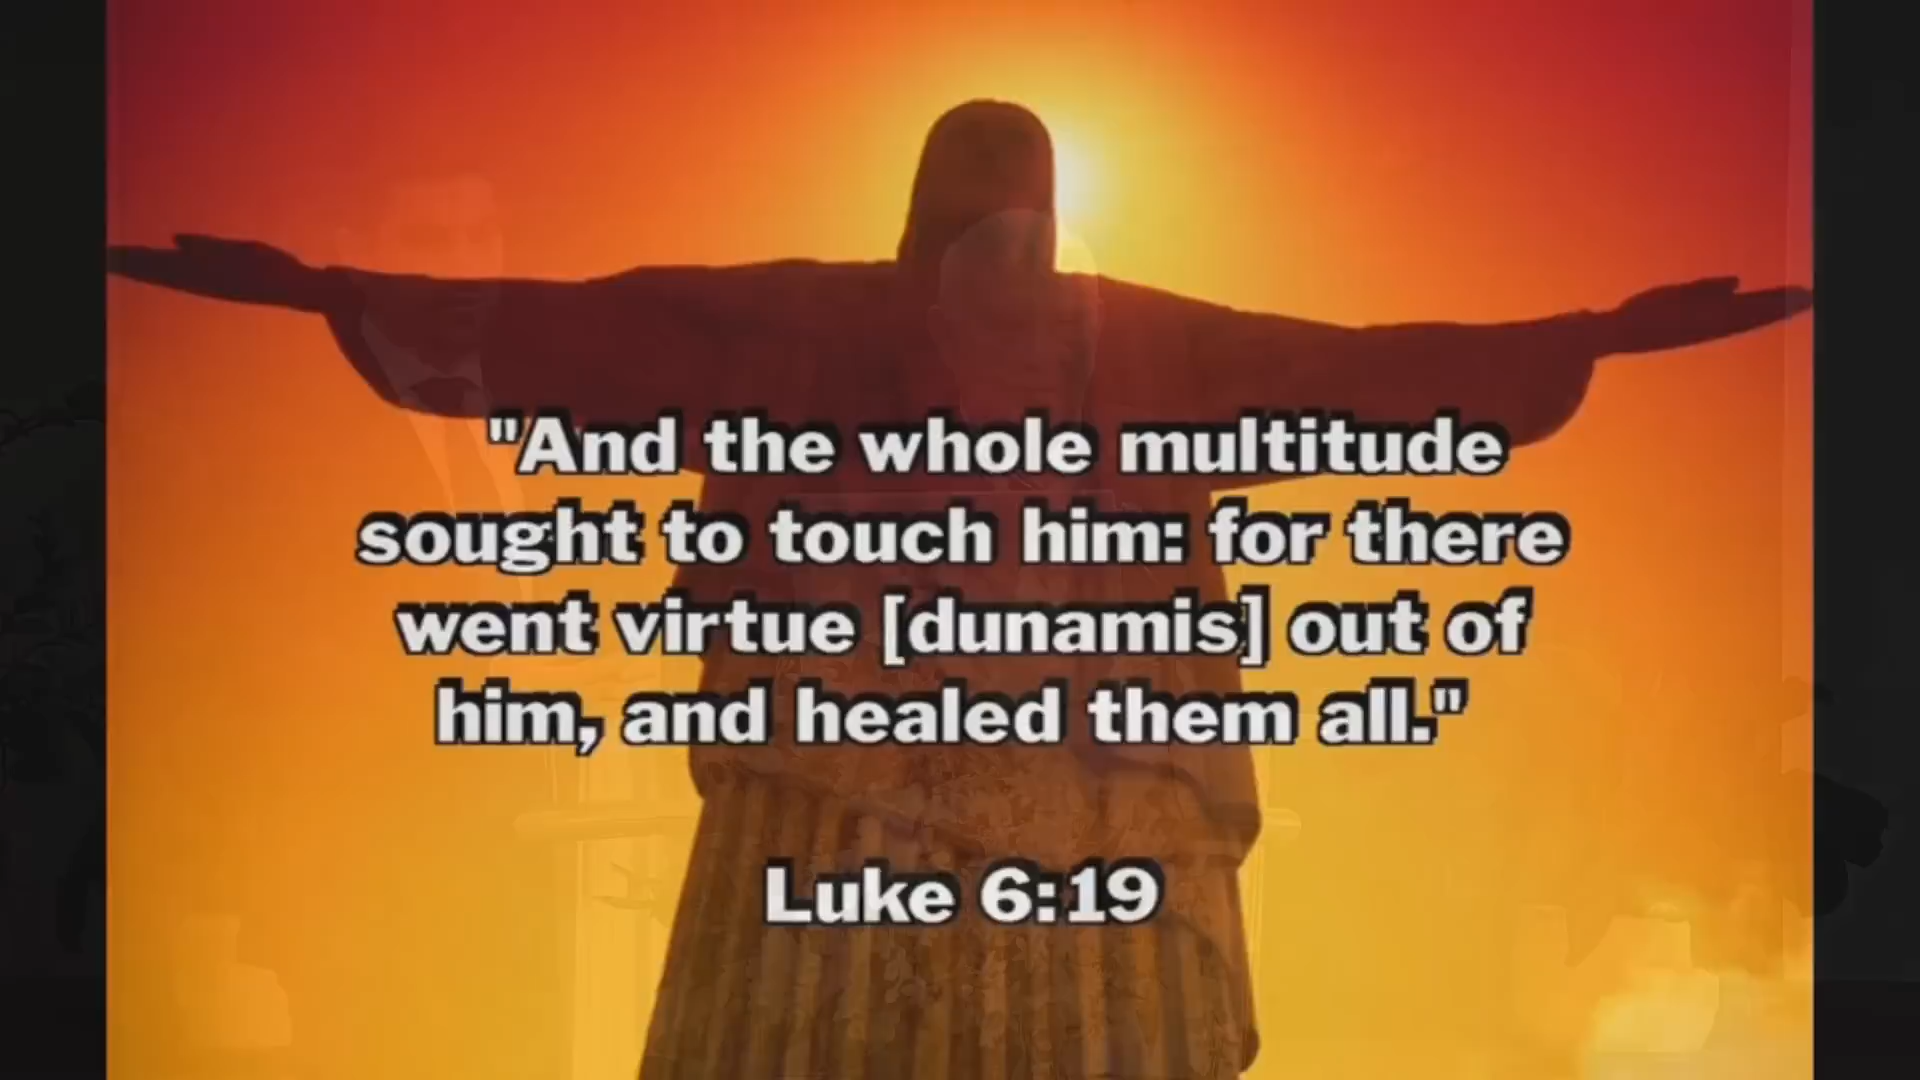 "And the whole multitude
sought to touch him: for there
went virtue [dunamis] out of
him, and healed them all."
Luke 6:19